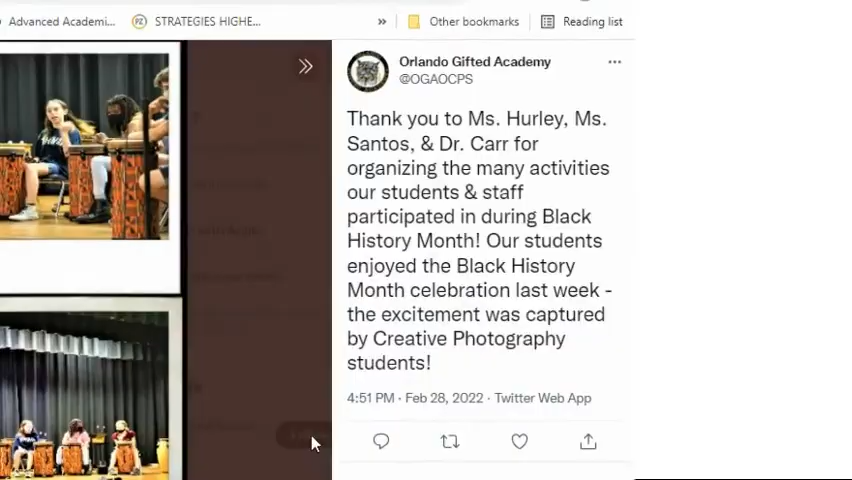 Advanced Academi...
STRATEGIES HIGHE...
»
Other bookmarks
Reading list
Orlando Gifted Academy
@OGAOCPS
Thank you to Ms. Hurley, Ms.
Santos, & Dr. Carr for
organizing the many activities
our students & staff
participated in during Black
History Month! Our students
enjoyed the Black History
Month celebration last week -
the excitement was captured
by Creative Photography
students!
4:51 PM · Feb 28, 2022 · Twitter Web App